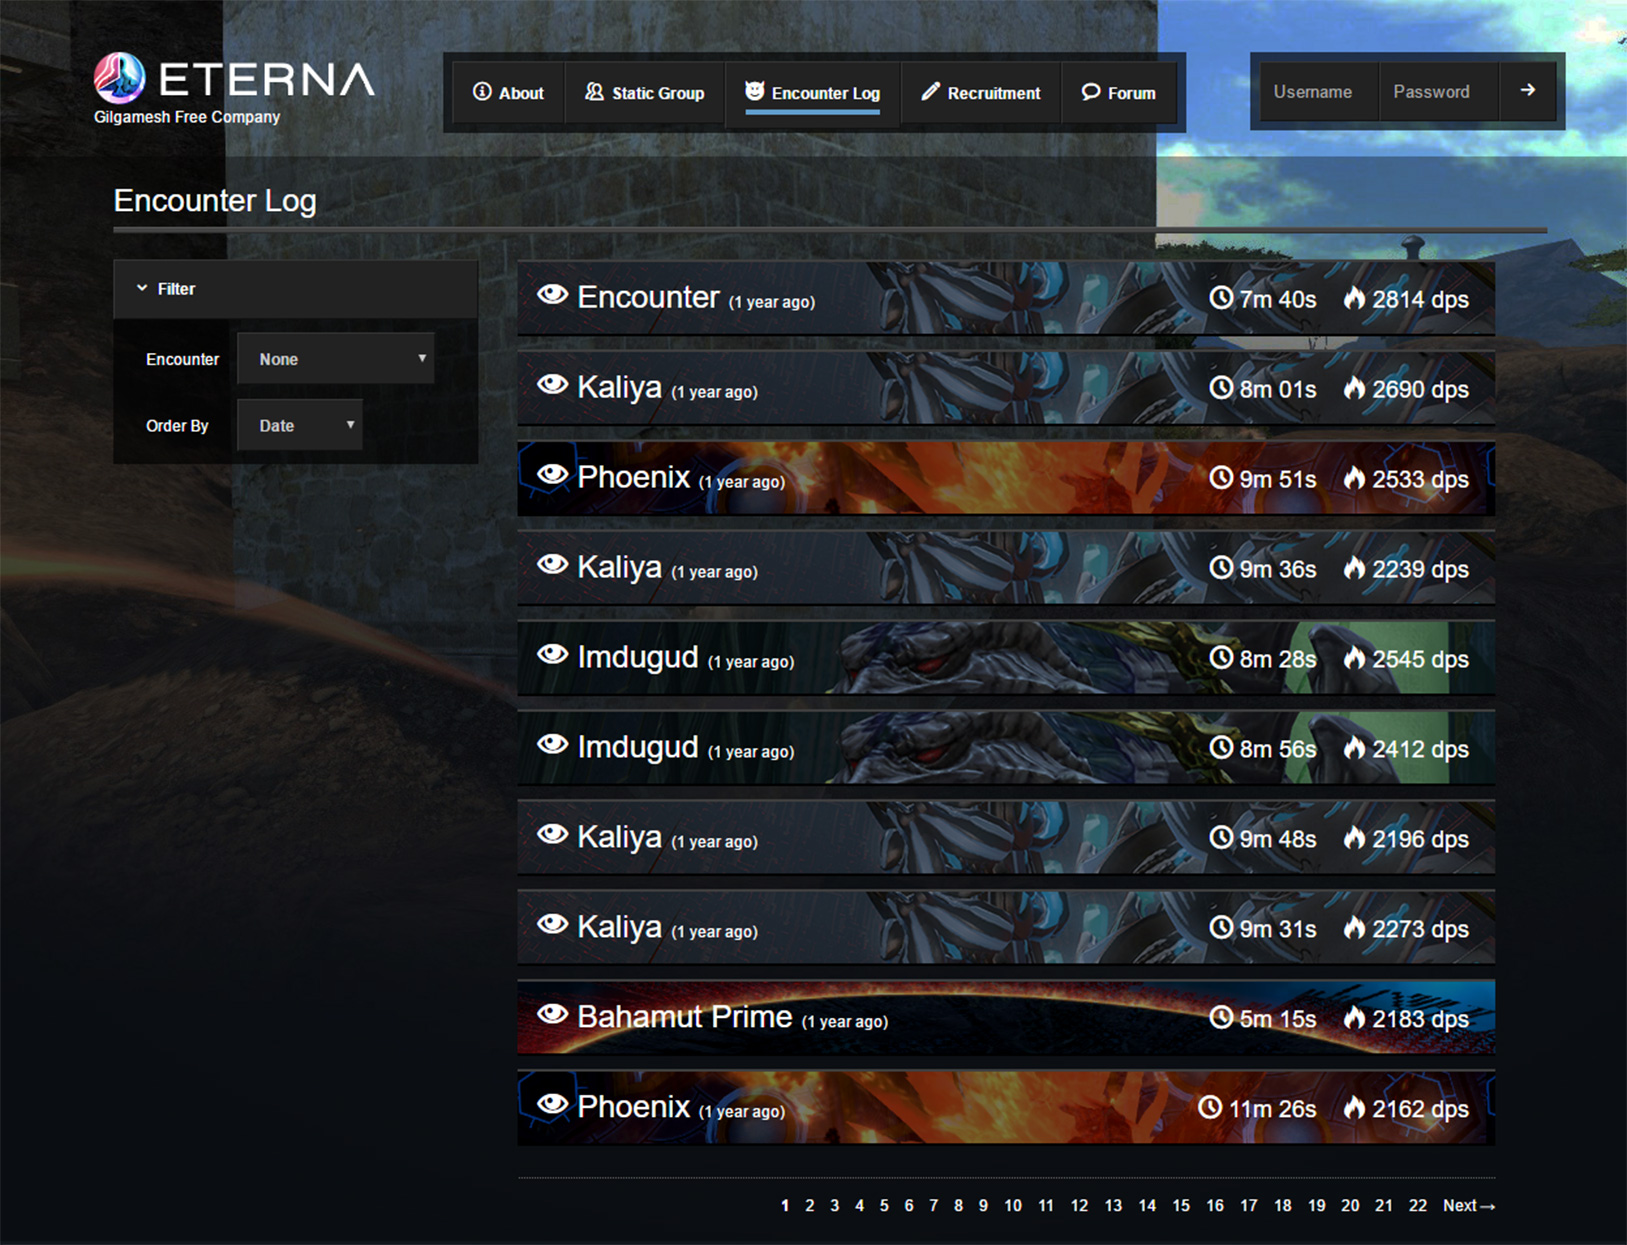 ETERNA
Gilgamesh Free Company
About
Static Group
Encounter Log
Recruitment
Forum
Username
Password
Encounter Log
Filter
Encounter None
Order By Date
Encounter (1 year ago) 7m 40s 2814 dps
Kaliya (1 year ago) 8m 01s 2690 dps
Phoenix (1 year ago) 9m 51s 2533 dps
Kaliya (1 year ago) 9m 36s 2239 dps
Imdugud (1 year ago) 8m 28s 2545 dps
Imdugud (1 year ago) 8m 56s 2412 dps
Kaliya (1 year ago) 9m 48s 2196 dps
Kaliya (1 year ago) 9m 31s 2273 dps
Bahamut Prime (1 year ago) 5m 15s 2183 dps
Phoenix (1 year ago) 11m 26s 2162 dps
1 2 3 4 5 6 7 8 9 10 11 12 13 14 15 16 17 18 19 20 21 22 Next→